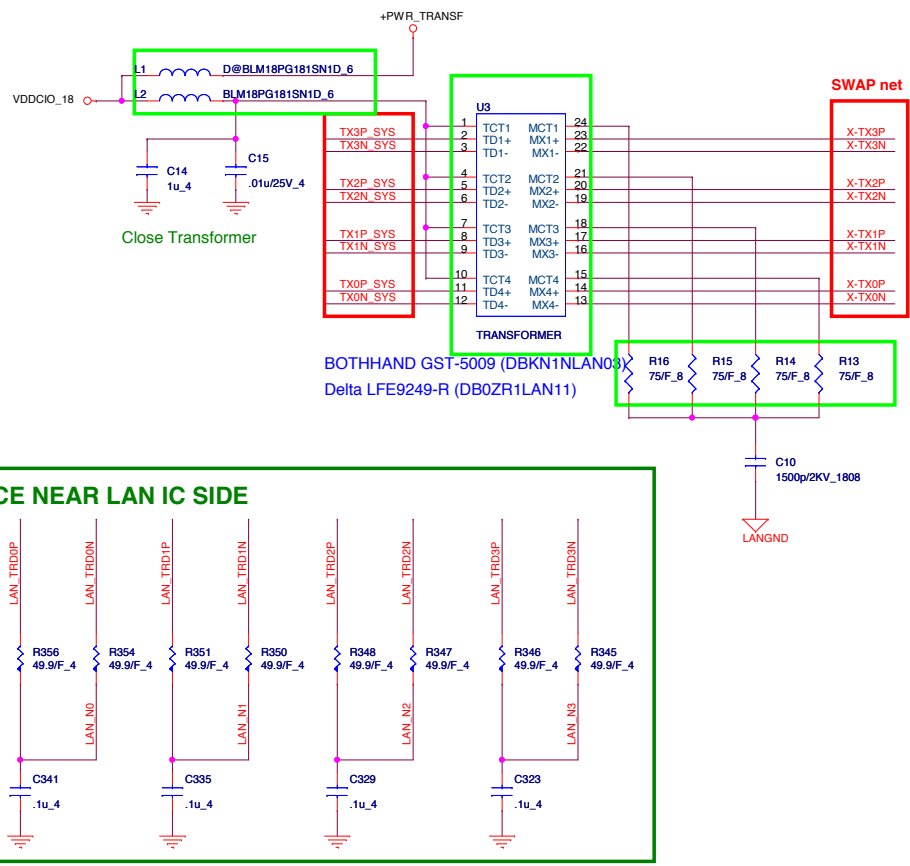 +PWR_TRANSF
L1 D@BLM18PG181SN1D_6
VDDCIO_18 L2 BLM18PG181SN1D_6
SWAP net
U3
C14
1u_4
C15
.01u/25V_4
Close Transformer
1 TCT1 MCT1 24
TX3P_SYS 2 TD1+ MX1+ 23 X-TX3P
TX3N_SYS 3 TD1- MX1- 22 X-TX3N
4 TCT2 MCT2 21
TX2P_SYS 5 TD2+ MX2+ 20 X-TX2P
TX2N_SYS 6 TD2- MX2- 19 X-TX2N
7 TCT3 MCT3 18
TX1P_SYS 8 TD3+ MX3+ 17 X-TX1P
TX1N_SYS 9 TD3- MX3- 16 X-TX1N
10 TCT4 MCT4 15
TX0P_SYS 11 TD4+ MX4+ 14 X-TX0P
TX0N_SYS 12 TD4- MX4- 13 X-TX0N
TRANSFORMER
BOTHHAND GST-5009 (DBKN1NLAN03)
Delta LFE9249-R (DB0ZR1LAN11)
R16 R15 R14 R13
75/F_8 75/F_8 75/F_8 75/F_8
C10
1500p/2KV_1808
LANGND
CE NEAR LAN IC SIDE
LAN_TRD0P LAN_TRD0N LAN_TRD1P LAN_TRD1N LAN_TRD2P LAN_TRD2N LAN_TRD3P LAN_TRD3N
R356 R354 R351 R350 R348 R347 R346 R345
49.9/F_4 49.9/F_4 49.9/F_4 49.9/F_4 49.9/F_4 49.9/F_4 49.9/F_4 49.9/F_4
LAN_N0 LAN_N1 LAN_N2 LAN_N3
C341 C335 C329 C323
.1u_4 .1u_4 .1u_4 .1u_4